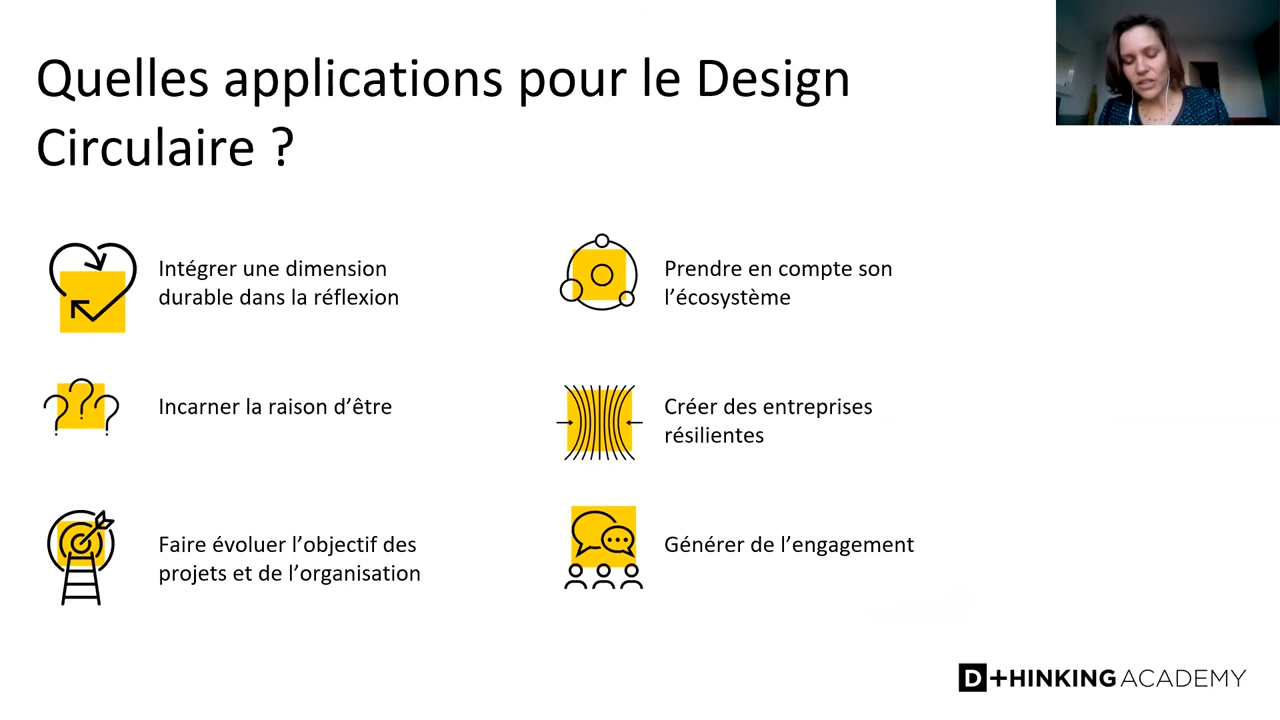 Quelles applications pour le Design
Circulaire ?
Intégrer une dimension
durable dans la réflexion
Prendre en compte son
l'écosystème
Incarner la raison d'être
Créer des entreprises
résilientes
Faire évoluer l'objectif des
projets et de l'organisation
Générer de l'engagement
D+HINKING ACADEMY